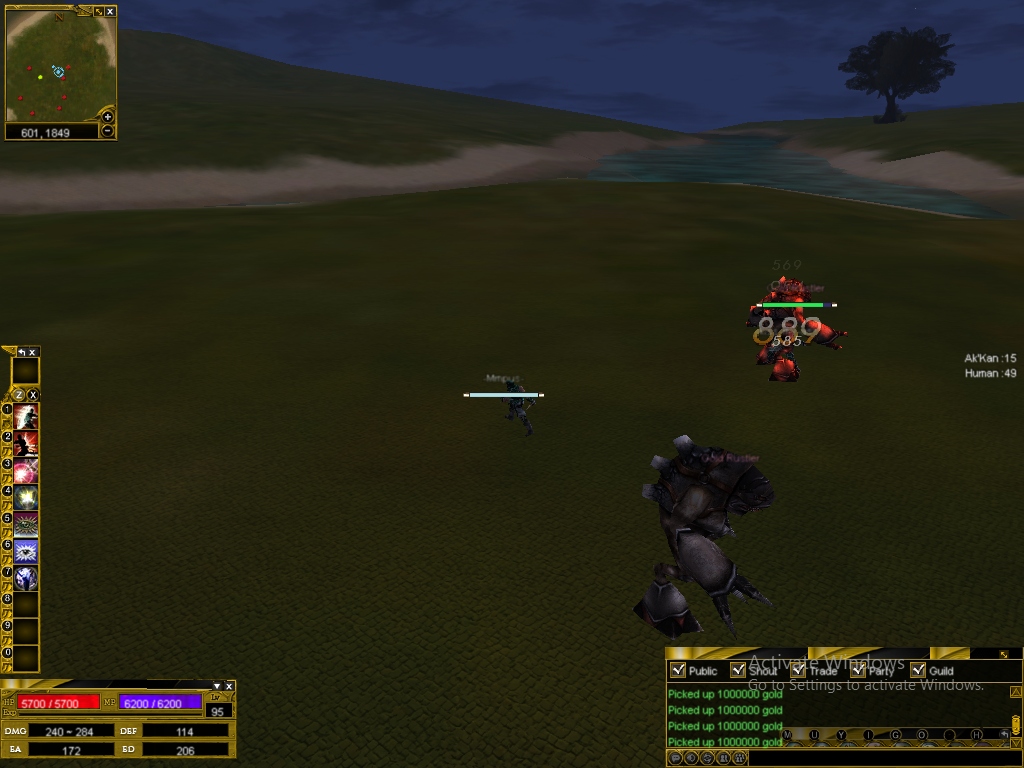 N
601, 1849
569
889
585
Ak'Kan :15
Human :49
-Mmpus-
Z X
1
2
3
4
5
6
7
8
9
0
HP 5700 / 5700 MP 6200 / 6200 Lv
Exp 95
DMG 240 ~ 284 DEF 114
EA 172 ED 206
Public Shout Trade Party Guild
Activate Windows
Go to Settings to activate Windows.
Picked up 1000000 gold
Picked up 1000000 gold
Picked up 1000000 gold
Picked up 1000000 gold
M U Y I G O H